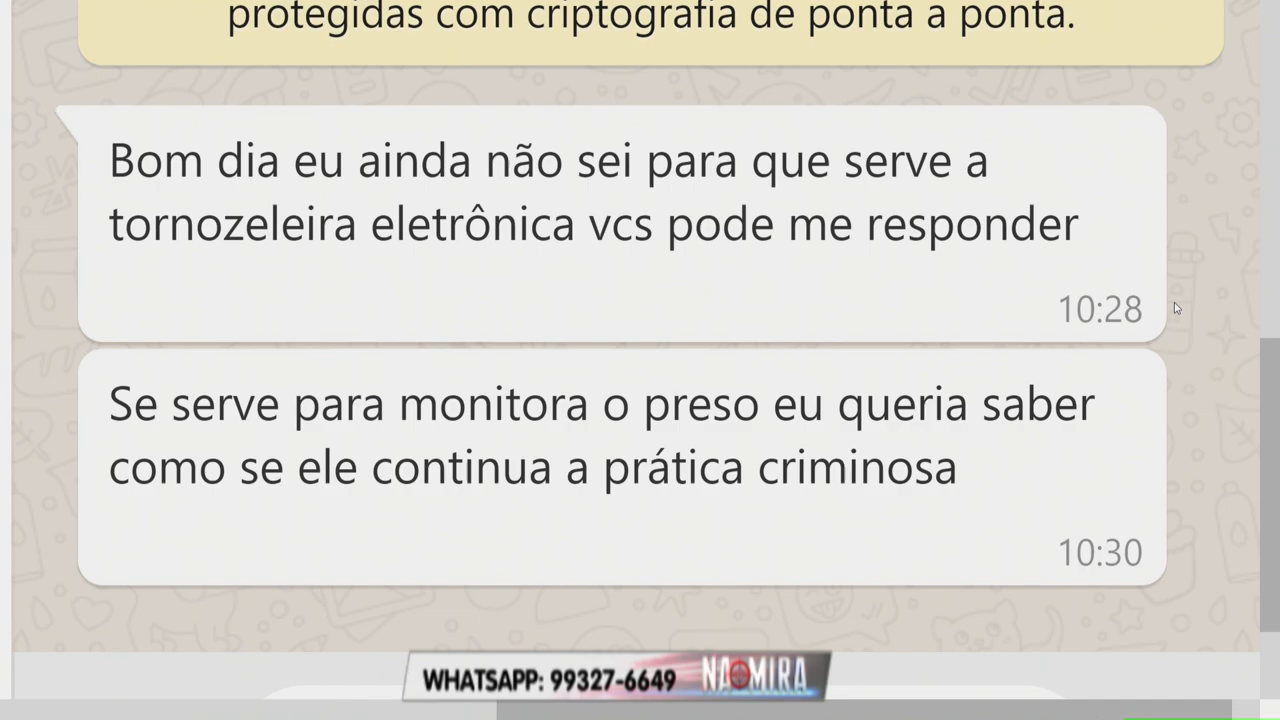 protegidas com criptografia de ponta a ponta.
Bom dia eu ainda não sei para que serve a
tornozeleira eletrônica vcs pode me responder
10:28
Se serve para monitora o preso eu queria saber
como se ele continua a prática criminosa
10:30
WHATSAPP: 99327-6649 NA MIRA